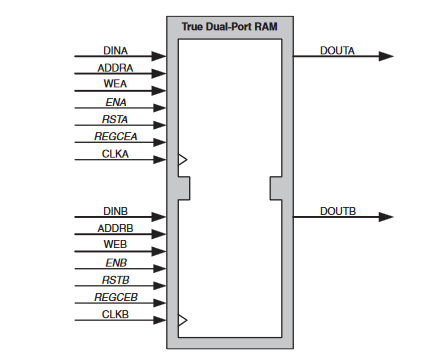 True Dual-Port RAM
DINA
DOUTA
ADDRA
WEA
ENA
RSTA
REGCEA
CLKA
DINB
DOUTB
ADDRB
WEB
ENB
RSTB
REGCEB
CLKB